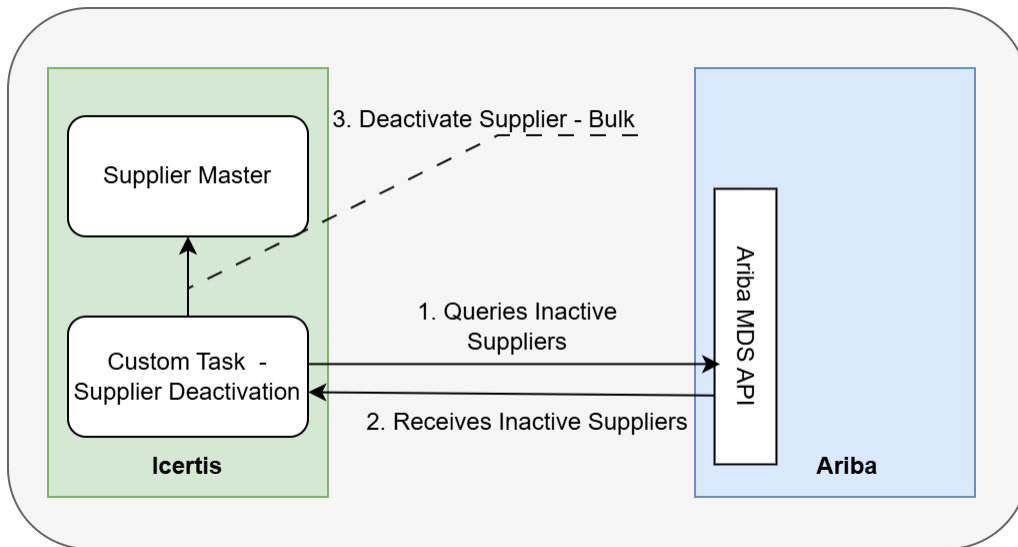 3. Deactivate Supplier - Bulk
Supplier Master
1. Queries Inactive
Suppliers
Custom Task -
Supplier Deactivation
Ariba MDS API
2. Receives Inactive Suppliers
Icertis
Ariba